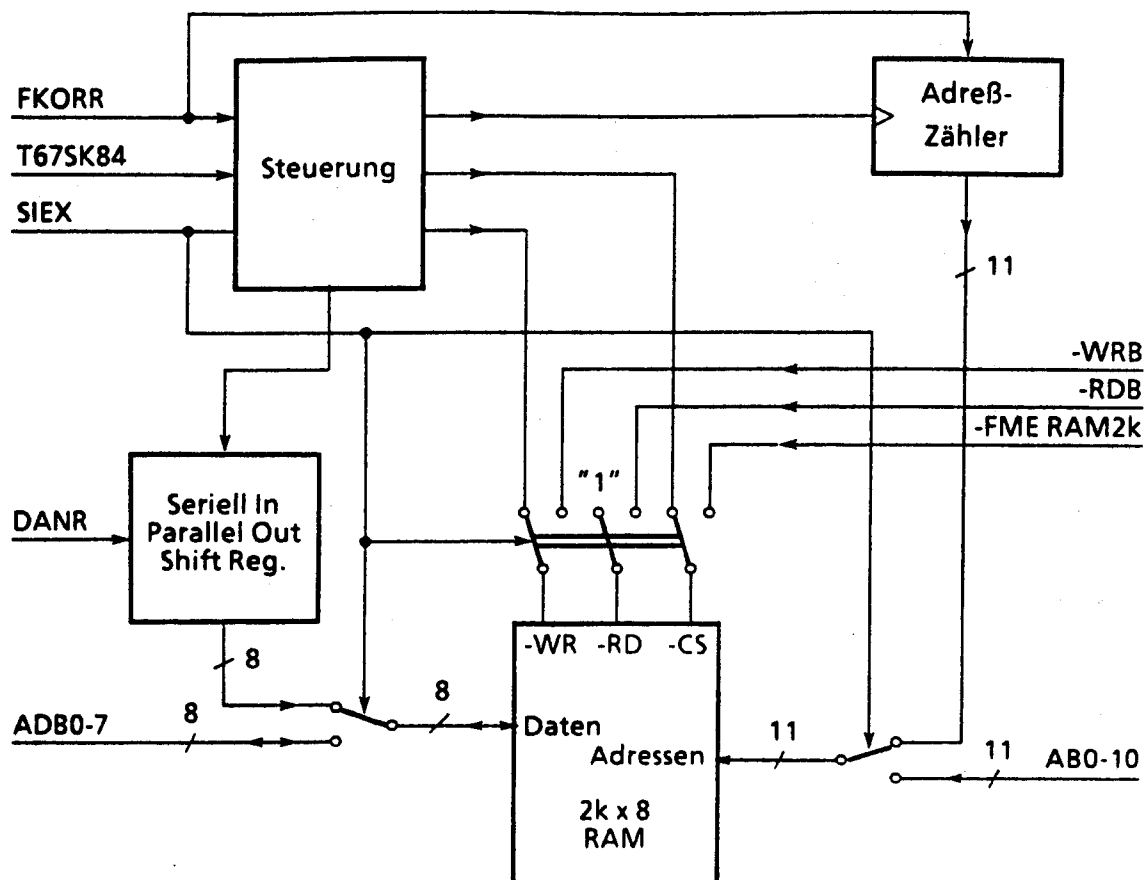 FKORR
T67SK84
SIEX
Steuerung
Adreß-
Zähler
11
-WRB
-RDB
-FME RAM2k
"1"
DANR
Seriell In
Parallel Out
Shift Reg.
-WR -RD -CS
8
ADB0-7
8
8
Daten
Adressen
11
11
AB0-10
2k x 8
RAM